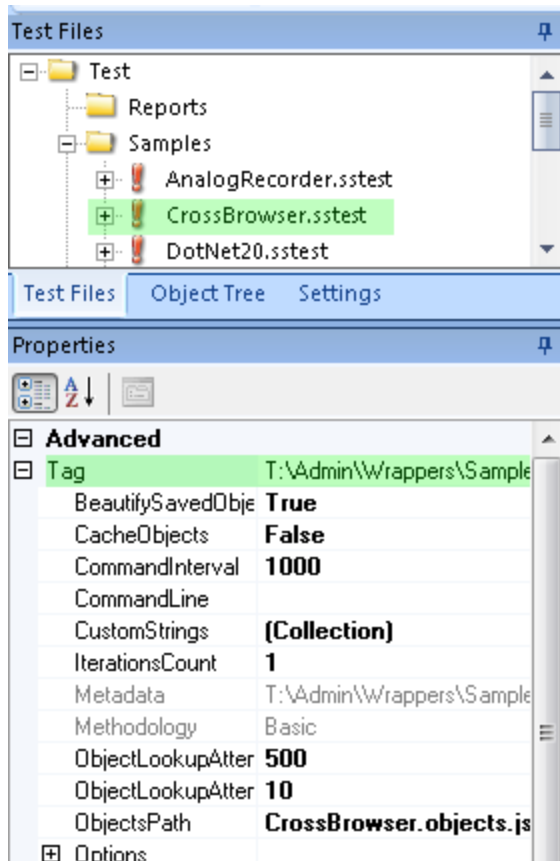 Test Files
Test
Reports
Samples
AnalogRecorder.sstest
CrossBrowser.sstest
DotNet20.sstest
Test Files Object Tree Settings
Properties
A
Z
Advanced
Tag T:\Admin\Wrappers\Sample
BeautifySavedObje True
CacheObjects False
CommandInterval 1000
CommandLine
CustomStrings (Collection)
IterationsCount 1
Metadata T:\Admin\Wrappers\Sample
Methodology Basic
ObjectLookupAtter 500
ObjectLookupAtter 10
ObjectsPath CrossBrowser.objects.js
Options